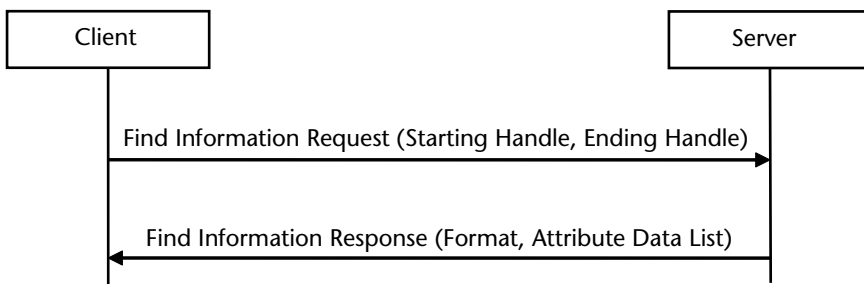 Client
Server
Find Information Request (Starting Handle, Ending Handle)
Find Information Response (Format, Attribute Data List)